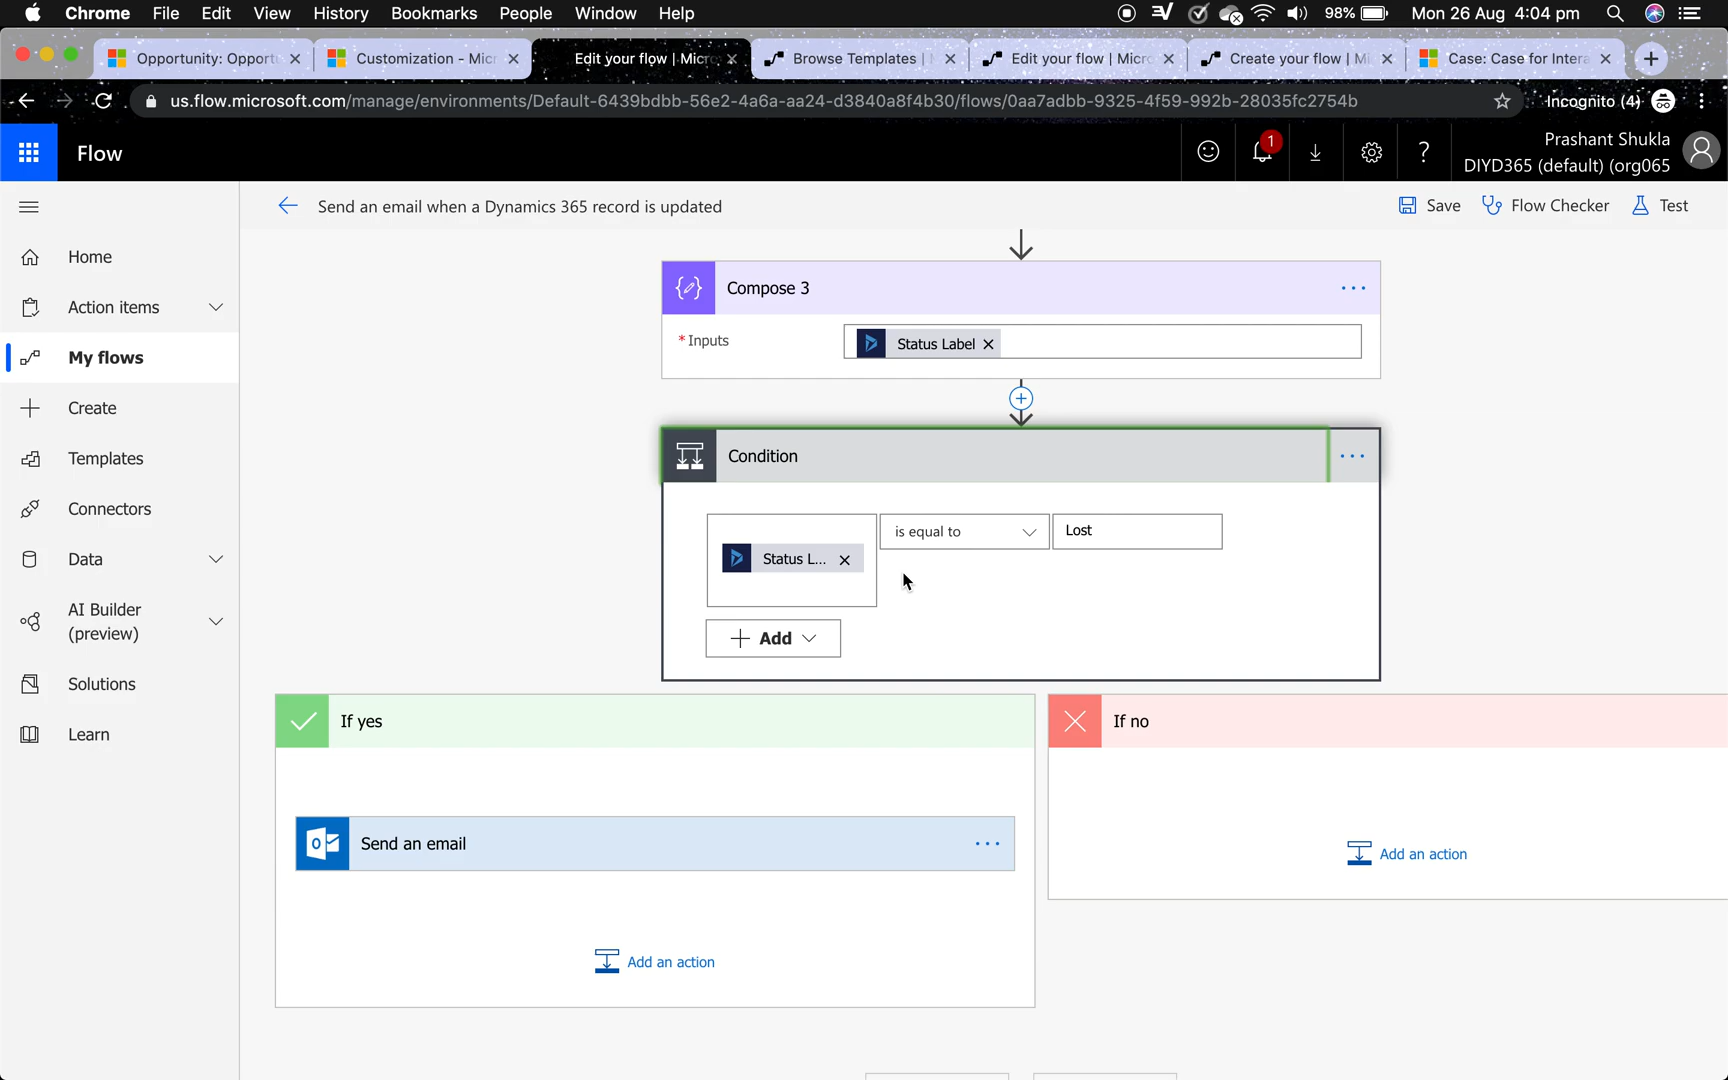 Chrome File Edit View History Bookmarks People Window Help 98% Mon 26 Aug 4:04 pm
Opportunity: Opport Customization - Micr Edit your flow | Micro Browse Templates | Edit your flow | Micro Create your flow | Mi Case: Case for Intera
us.flow.microsoft.com/manage/environments/Default-6439bdbb-56e2-4a6a-aa24-d3840a8f4b30/flows/0aa7adbb-9325-4f59-992b-28035fc2754b Incognito (4)
Flow
1
?
Prashant Shukla
DIYD365 (default) (org065
Send an email when a Dynamics 365 record is updated
Save Flow Checker Test
Home
Action items
My flows
Create
Templates
Connectors
Data
AI Builder
(preview)
Solutions
Learn
Compose 3
* Inputs Status Label
Condition
Status L... is equal to Lost
Add
If yes
Send an email
Add an action
If no
Add an action